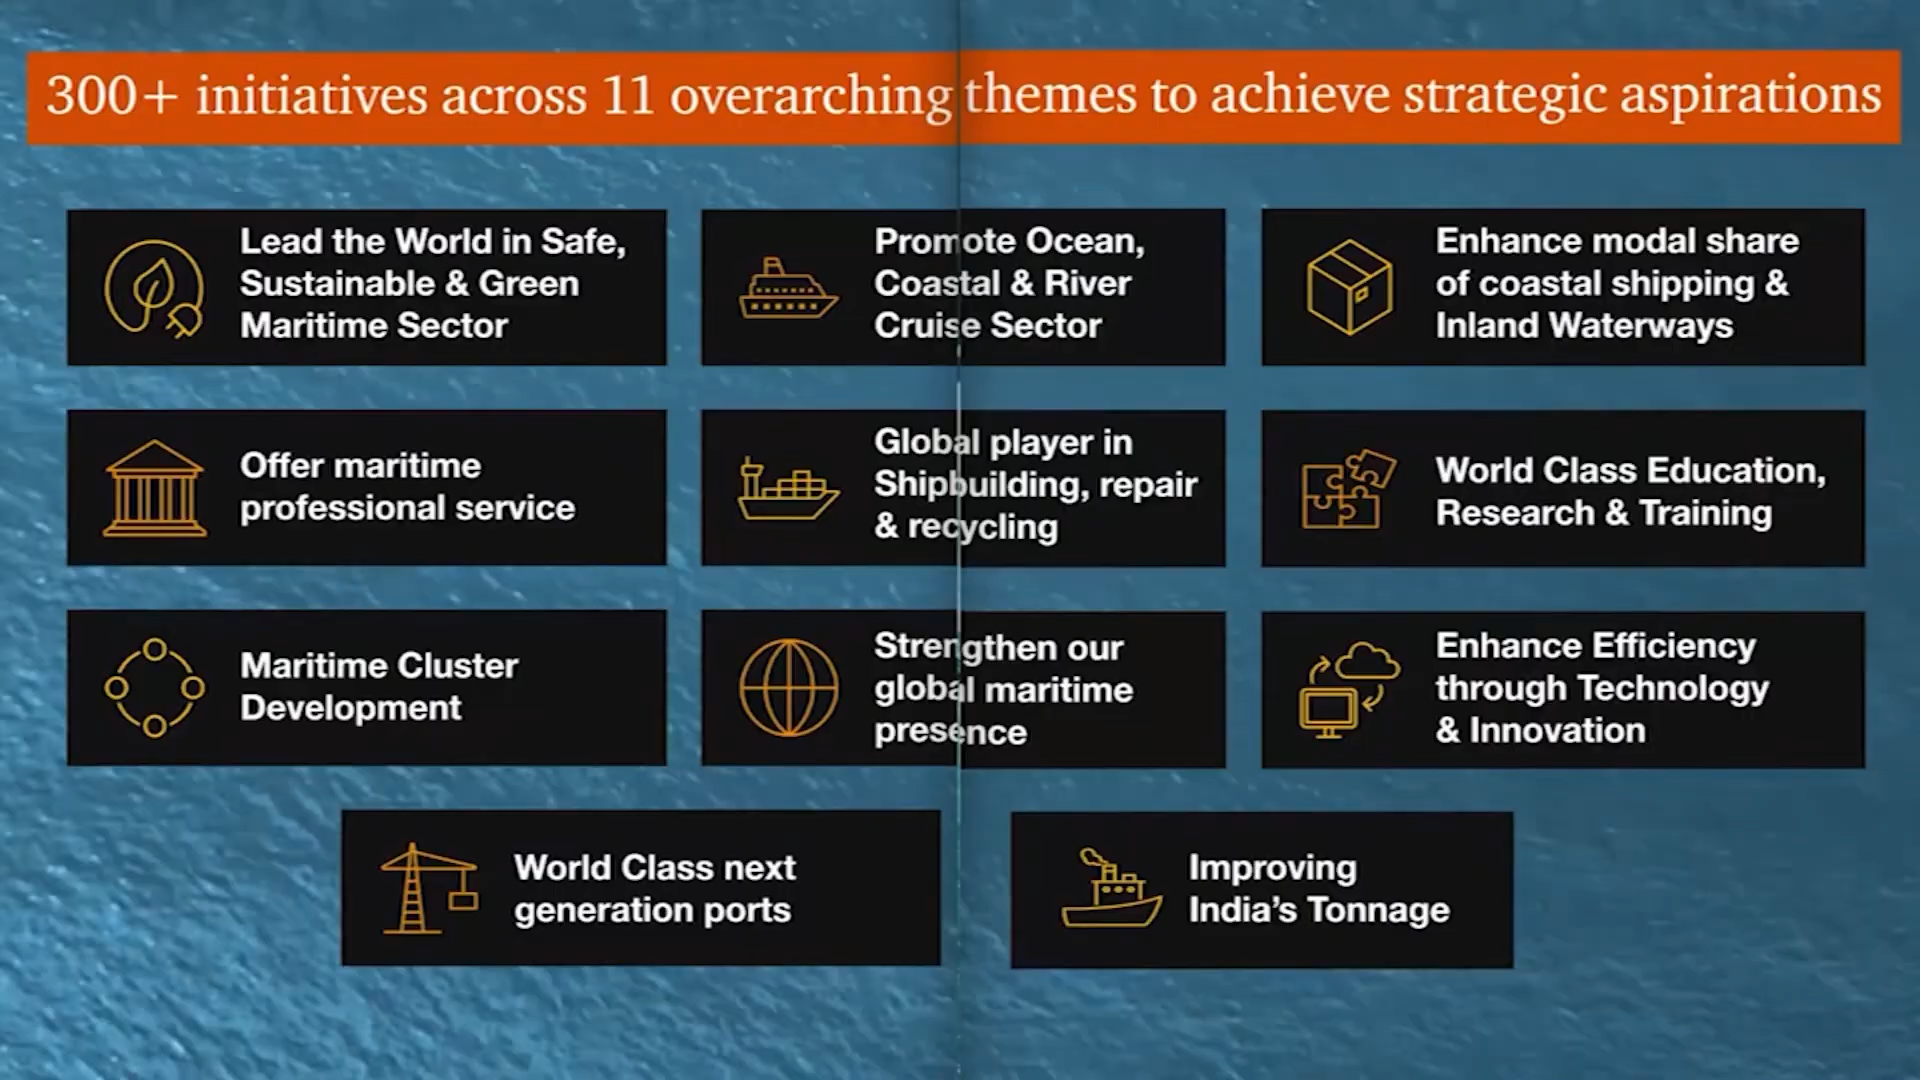 300+ initiatives across 11 overarching themes to achieve strategic aspirations
Lead the World in Safe,
Sustainable & Green
Maritime Sector
Promote Ocean,
Coastal & River
Cruise Sector
Enhance modal share
of coastal shipping &
Inland Waterways
Offer maritime
professional service
Global player in
Shipbuilding, repair
& recycling
World Class Education,
Research & Training
Maritime Cluster
Development
Strengthen our
global maritime
presence
Enhance Efficiency
through Technology
& Innovation
World Class next
generation ports
Improving
India's Tonnage